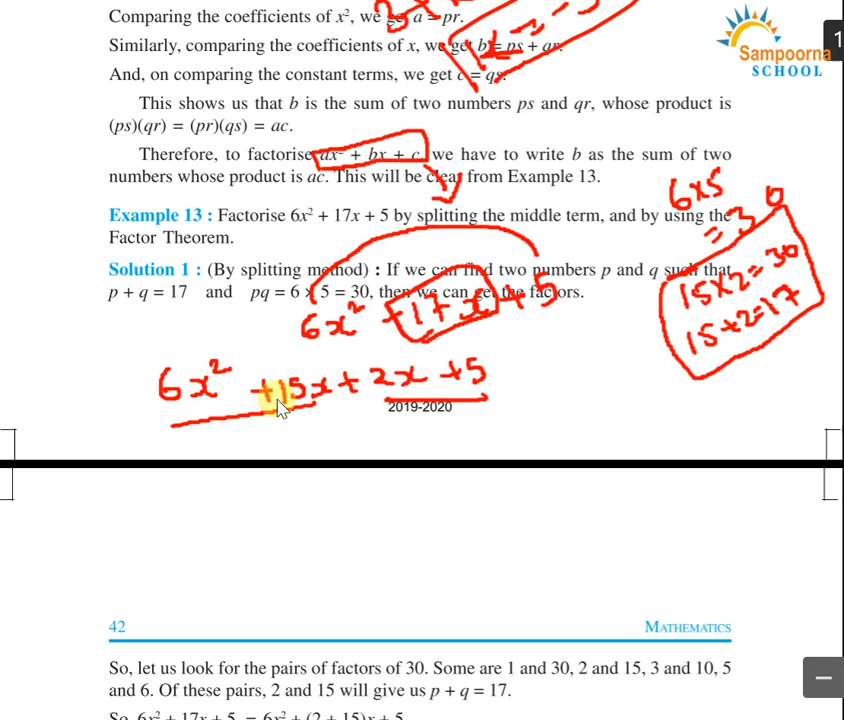 Comparing the coefficients of x², we get a = pr.
Similarly, comparing the coefficients of x, we get b = ps + qr.
And, on comparing the constant terms, we get c = qs.
Sampoorna
SCHOOL
1
This shows us that b is the sum of two numbers ps and qr, whose product is
(ps)(qr) = (pr)(qs) = ac.
Therefore, to factorise ax² + bx + c, we have to write b as the sum of two
numbers whose product is ac. This will be clear from Example 13.
6x5
= 30
Example 13 : Factorise 6x² + 17x + 5 by splitting the middle term, and by using the
Factor Theorem.
Solution 1 : (By splitting method) : If we can find two numbers p and q such that
p + q = 17 and pq = 6 × 5 = 30, then we can get the factors.
15x2=30
15+2=17
6x² +17x +5
6x² +15x + 2x +5
2019-2020
42
MATHEMATICS
So, let us look for the pairs of factors of 30. Some are 1 and 30, 2 and 15, 3 and 10, 5
and 6. Of these pairs, 2 and 15 will give us p + q = 17.
So, 6x² + 17x + 5 = 6x² + (2 + 15)x + 5